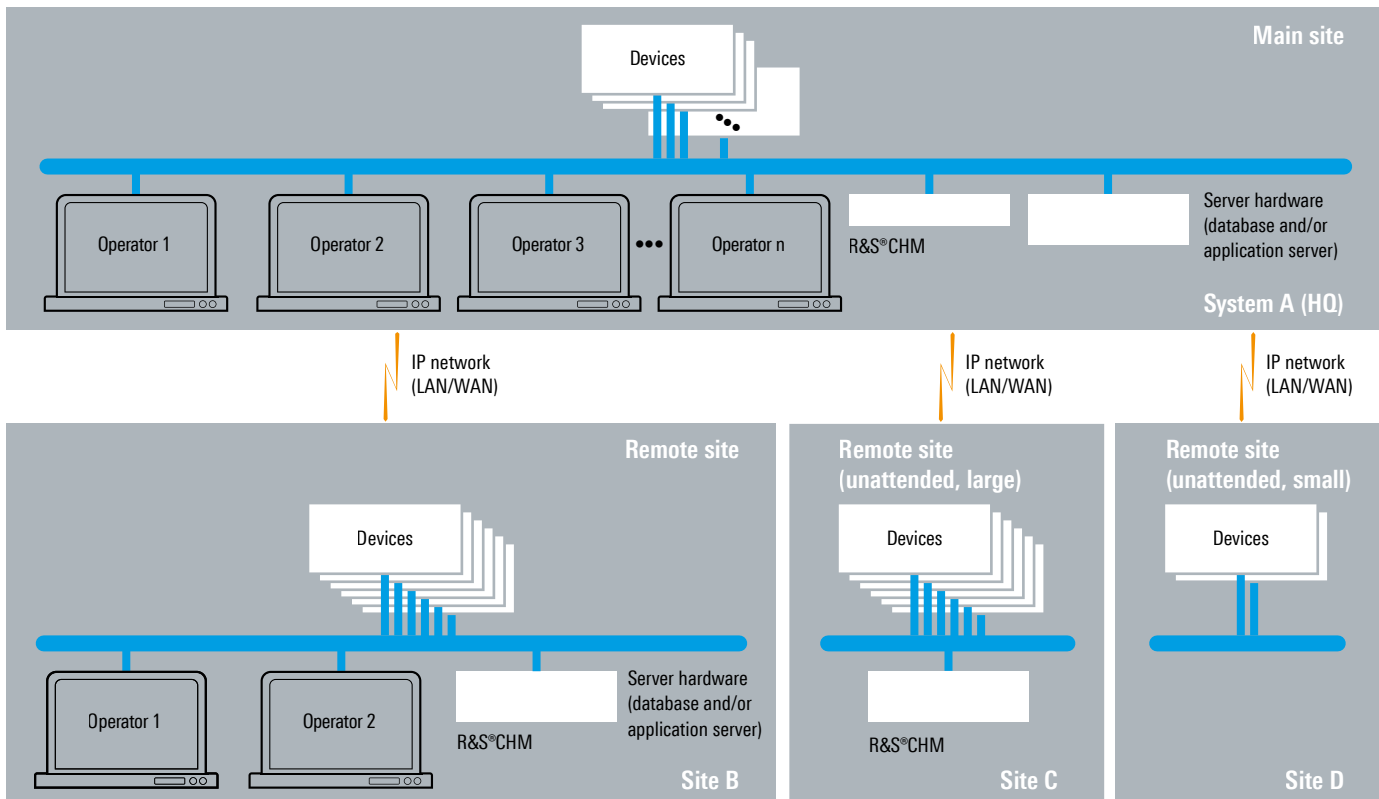 Main site
Devices
Operator 1
Operator 2
Operator 3
Operator n
R&S®CHM
Server hardware
(database and/or
application server)
System A (HQ)
IP network
(LAN/WAN)
IP network
(LAN/WAN)
IP network
(LAN/WAN)
Remote site
Devices
Operator 1
Operator 2
R&S®CHM
Server hardware
(database and/or
application server)
Site B
Remote site
(unattended, large)
Devices
R&S®CHM
Site C
Remote site
(unattended, small)
Devices
Site D